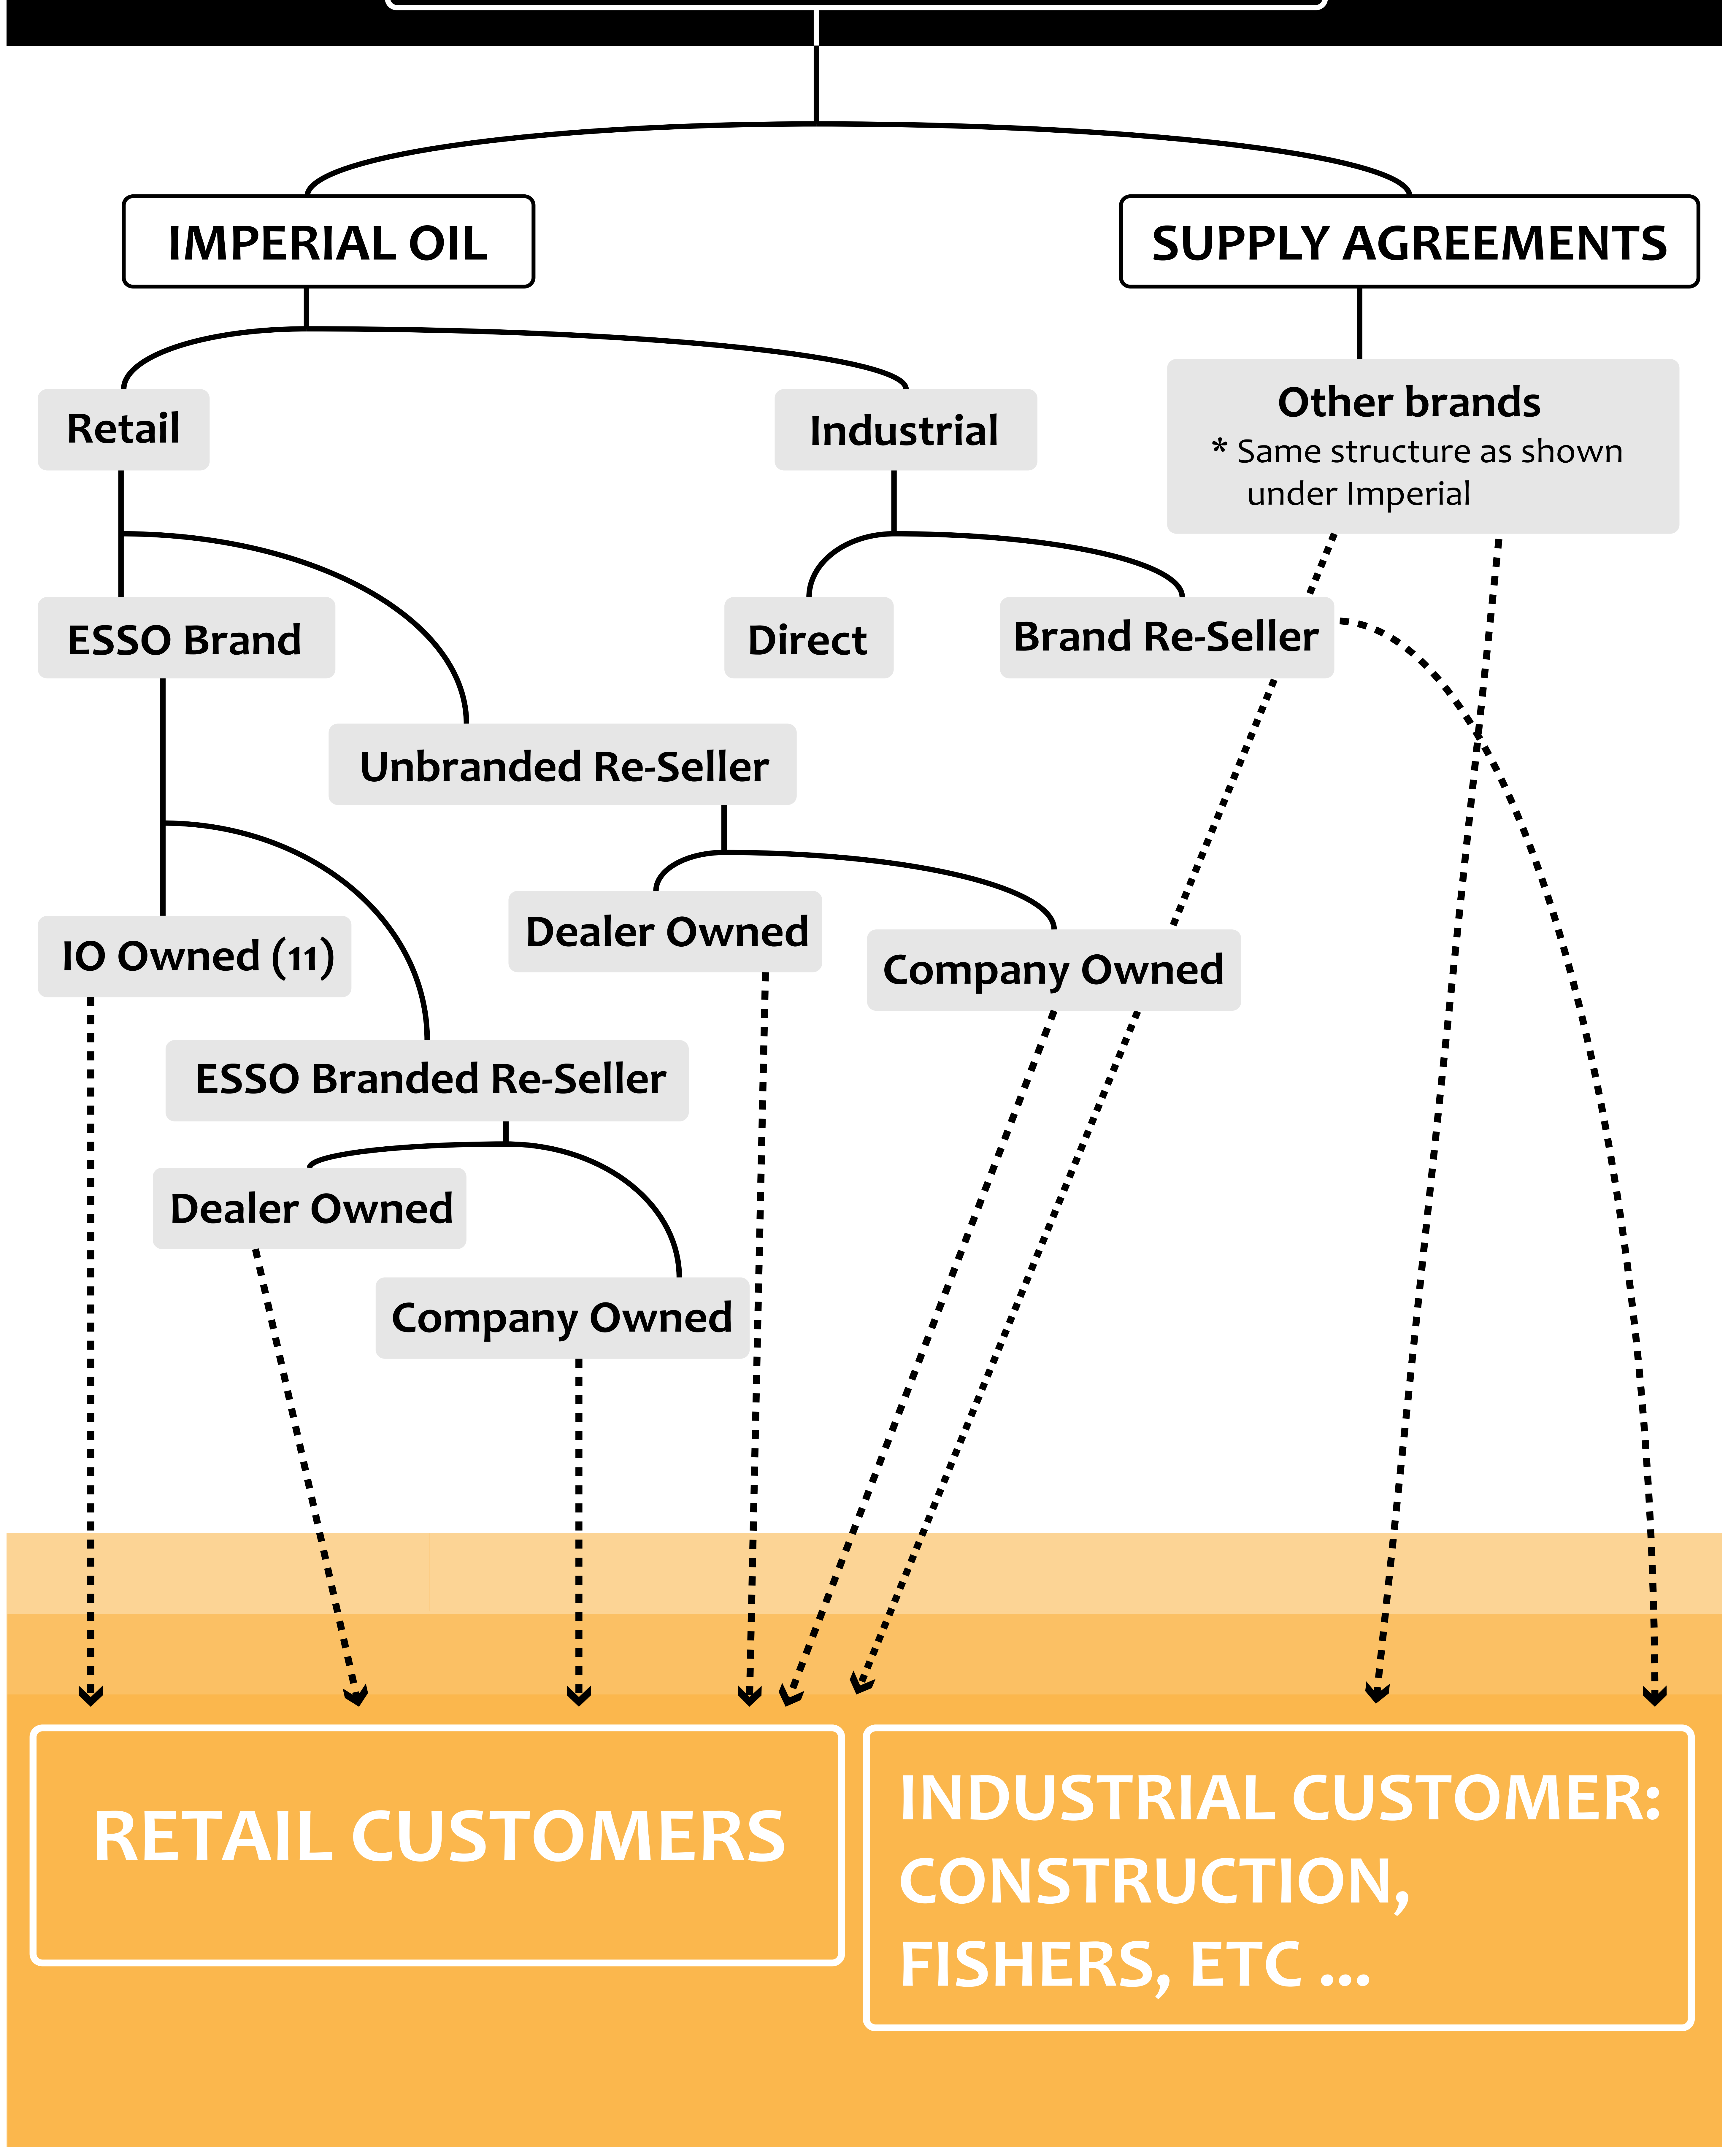 IMPERIAL OIL
SUPPLY AGREEMENTS
Retail
Industrial
Other brands
* Same structure as shown
under Imperial
ESSO Brand
Direct
Brand Re-Seller
Unbranded Re-Seller
Dealer Owned
Company Owned
IO Owned (11)
ESSO Branded Re-Seller
Dealer Owned
Company Owned
RETAIL CUSTOMERS
INDUSTRIAL CUSTOMER:
CONSTRUCTION,
FISHERS, ETC ...